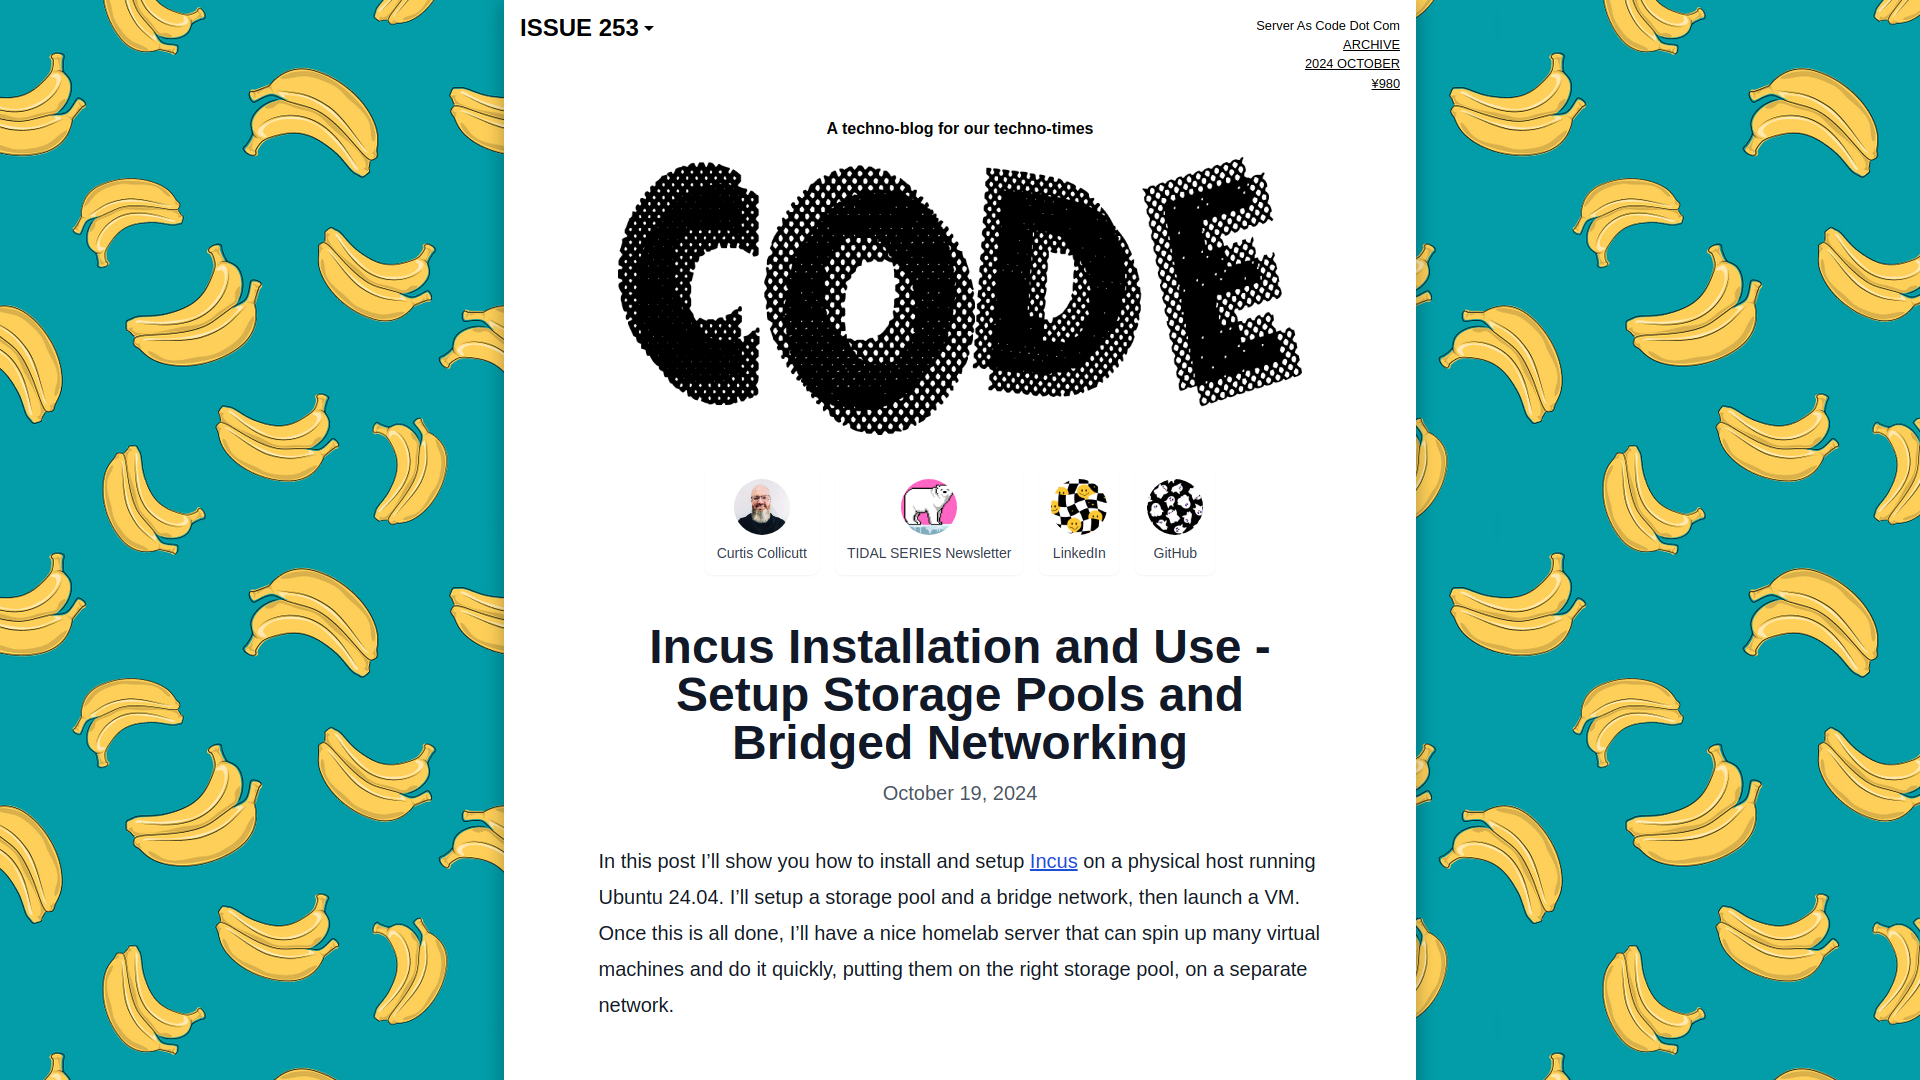 ISSUE 253
Server As Code Dot Com
ARCHIVE
2024 OCTOBER
¥980
A techno-blog for our techno-times
CODE
Curtis Collicutt
TIDAL SERIES Newsletter
LinkedIn
GitHub
Incus Installation and Use -
Setup Storage Pools and
Bridged Networking
October 19, 2024
In this post I’ll show you how to install and setup Incus on a physical host running
Ubuntu 24.04. I’ll setup a storage pool and a bridge network, then launch a VM.
Once this is all done, I’ll have a nice homelab server that can spin up many virtual
machines and do it quickly, putting them on the right storage pool, on a separate
network.